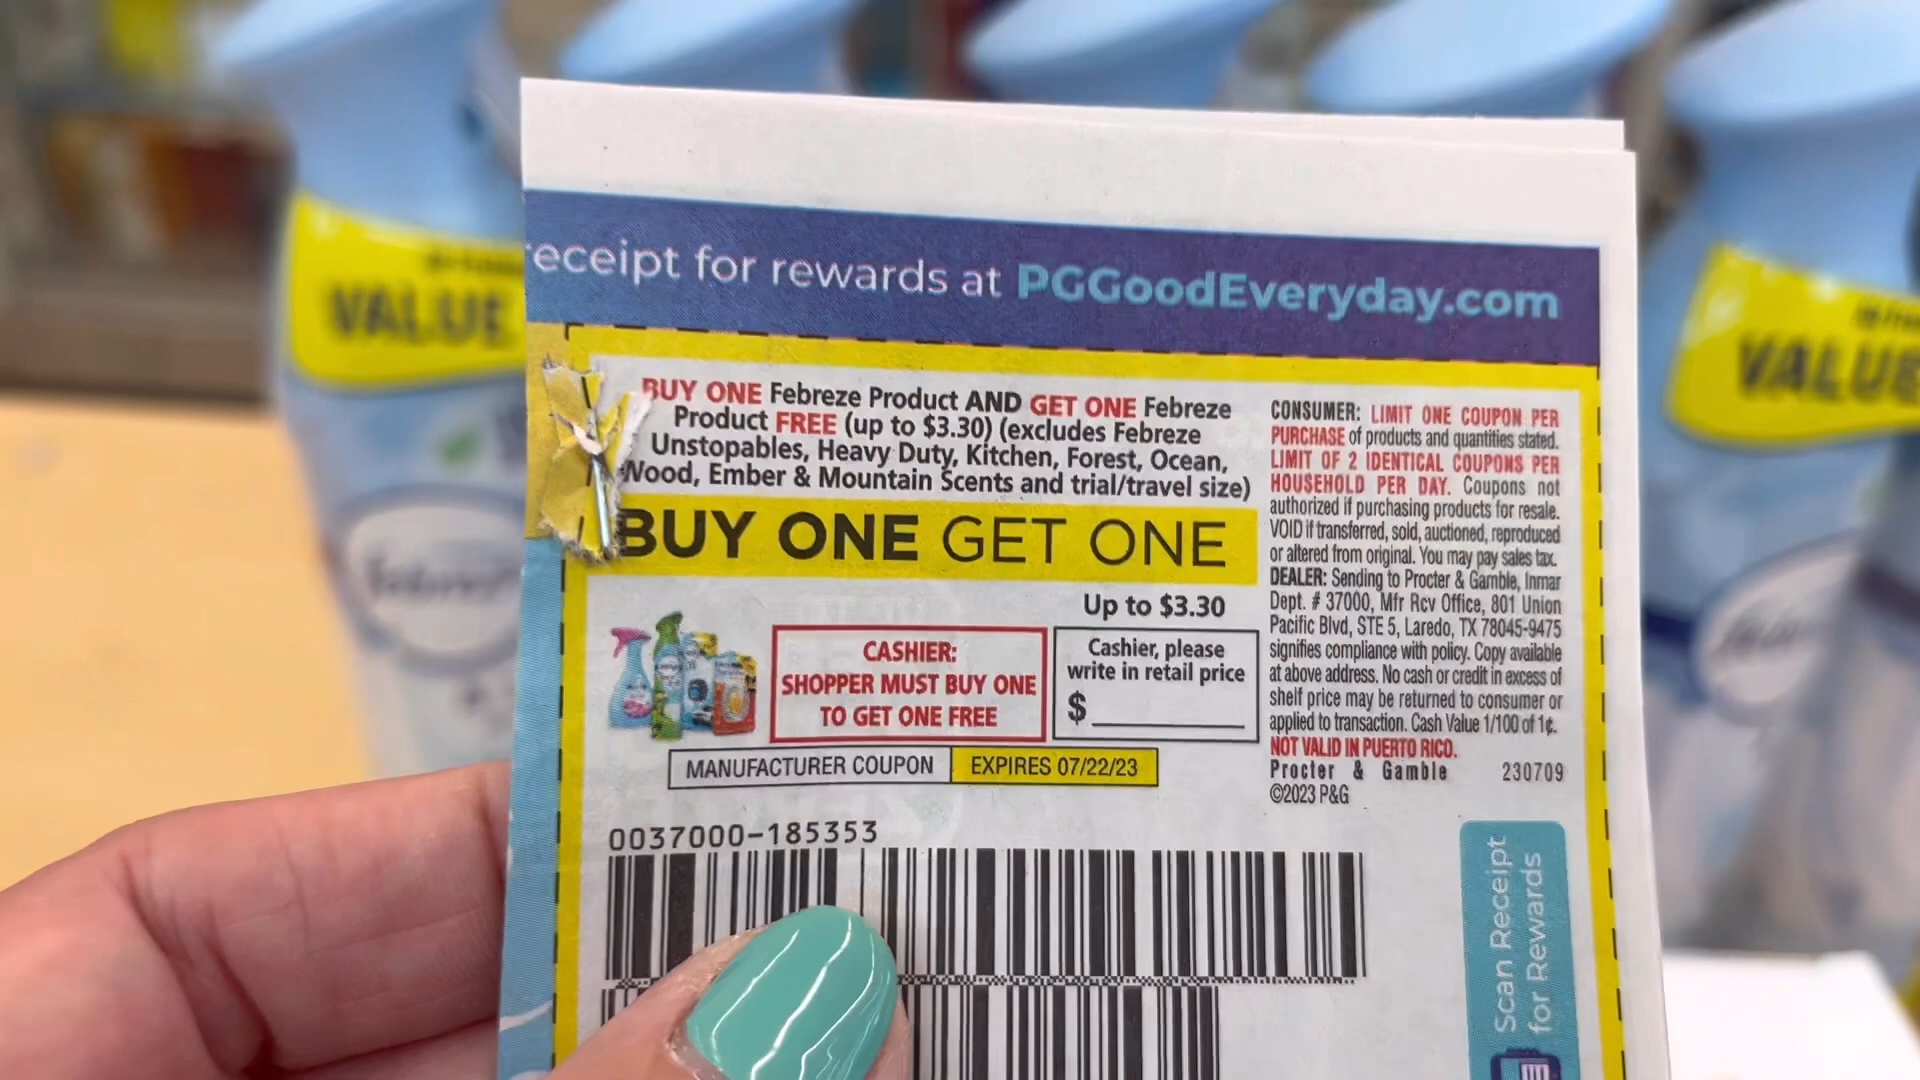 eceipt for rewards at PGGoodEveryday.com
BUY ONE Febreze Product AND GET ONE Febreze
Product FREE (up to $3.30) (excludes Febreze
Unstopables, Heavy Duty, Kitchen, Forest, Ocean,
Wood, Ember & Mountain Scents and trial/travel size)
BUY ONE GET ONE
Up to $3.30
CASHIER:
SHOPPER MUST BUY ONE
TO GET ONE FREE
Cashier, please
write in retail price
$
MANUFACTURER COUPON
EXPIRES 07/22/23
CONSUMER: LIMIT ONE COUPON PER
PURCHASE of products and quantities stated.
LIMIT OF 2 IDENTICAL COUPONS PER
HOUSEHOLD PER DAY. Coupons not
authorized if purchasing products for resale.
VOID if transferred, sold, auctioned, reproduced
or altered from original. You may pay sales tax.
DEALER: Sending to Procter & Gamble, Inmar
Dept. # 37000, Mfr Rcv Office, 801 Union
Pacific Blvd, STE 5, Laredo, TX 78045-9475
signifies compliance with policy. Copy available
at above address. No cash or credit in excess of
shelf price may be returned to consumer or
applied to transaction. Cash Value 1/100 of 1¢.
NOT VALID IN PUERTO RICO.
Procter & Gamble 230709
©2023 P&G
0037000-185353
Scan Receipt
for Rewards
VALUE
VALUE
febreze